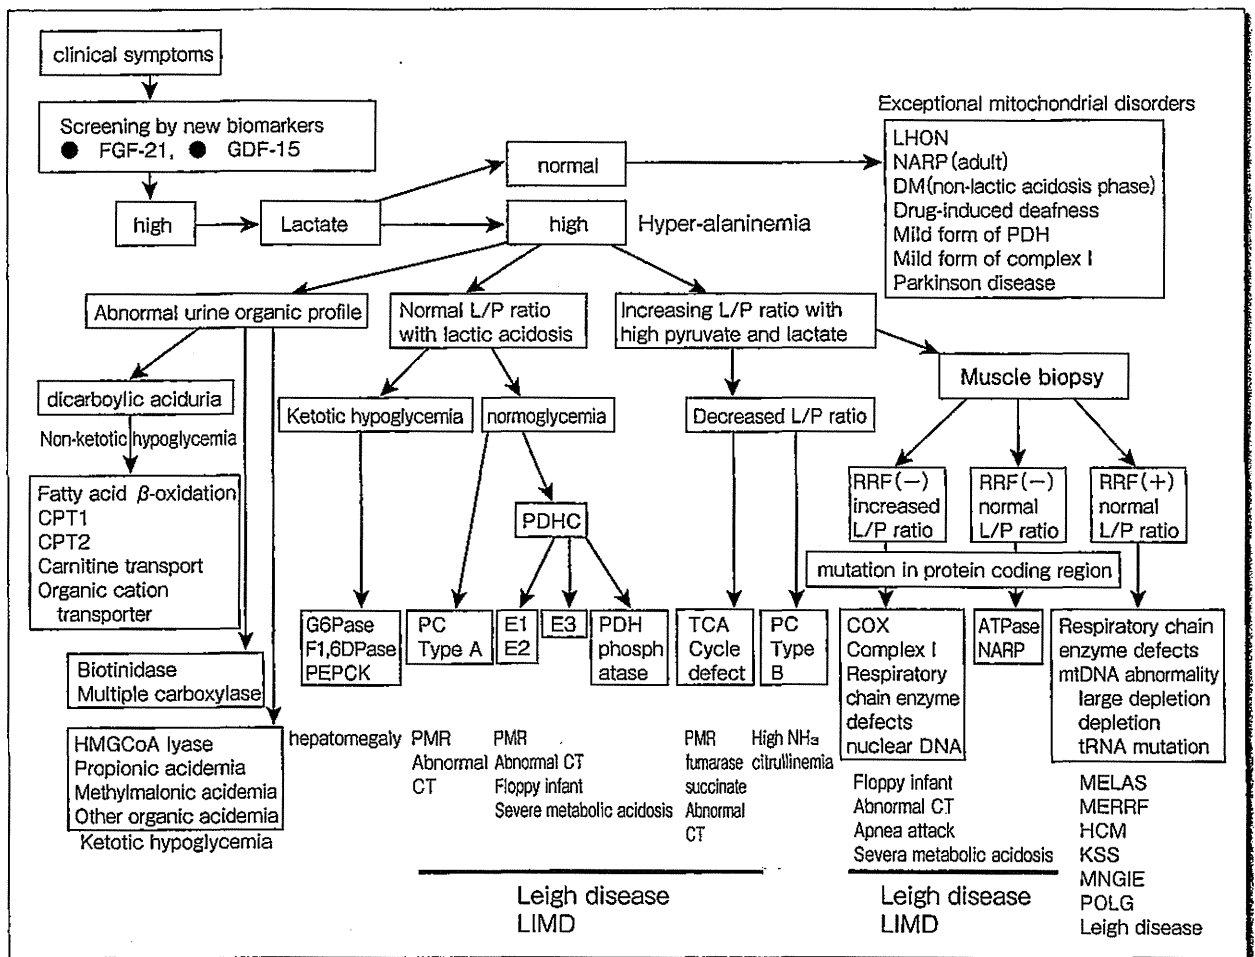 clinical symptoms
Screening by new biomarkers
● FGF-21, ● GDF-15
high
Lactate
normal
high
Hyper-alaninemia
Exceptional mitochondrial disorders
LHON
NARP (adult)
DM(non-lactic acidosis phase)
Drug-induced deafness
Mild form of PDH
Mild form of complex I
Parkinson disease
Abnormal urine organic profile
Normal L/P ratio
with lactic acidosis
Increasing L/P ratio with
high pyruvate and lactate
Muscle biopsy
dicarboylic aciduria
Non-ketotic hypoglycemia
Ketotic hypoglycemia
normoglycemia
Decreased L/P ratio
Fatty acid β-oxidation
CPT1
CPT2
Carnitine transport
Organic cation
transporter
PDHC
RRF(−)
increased
L/P ratio
RRF(−)
normal
L/P ratio
RRF(+)
normal
L/P ratio
mutation in protein coding region
Biotinidase
Multiple carboxylase
HMGCoA lyase
Propionic acidemia
Methylmalonic acidemia
Other organic acidemia
Ketotic hypoglycemia
G6Pase
F1,6DPase
PEPCK
hepatomegaly
PC
Type A
PMR
Abnormal
CT
E1
E2
E3
PDH
phosph
atase
PMR
Abnormal CT
Floppy infant
Severe metabolic acidosis
TCA
Cycle
defect
PMR
fumarase
succinate
Abnormal
CT
PC
Type
B
High NH₃
citrullinemia
Leigh disease
LIMD
COX
Complex I
Respiratory
chain enzyme
defects
nuclear DNA
ATPase
NARP
Floppy infant
Abnormal CT
Apnea attack
Severa metabolic acidosis
Leigh disease
LIMD
Respiratory chain
enzyme defects
mtDNA abnormality
large depletion
depletion
tRNA mutation
MELAS
MERRF
HCM
KSS
MNGIE
POLG
Leigh disease